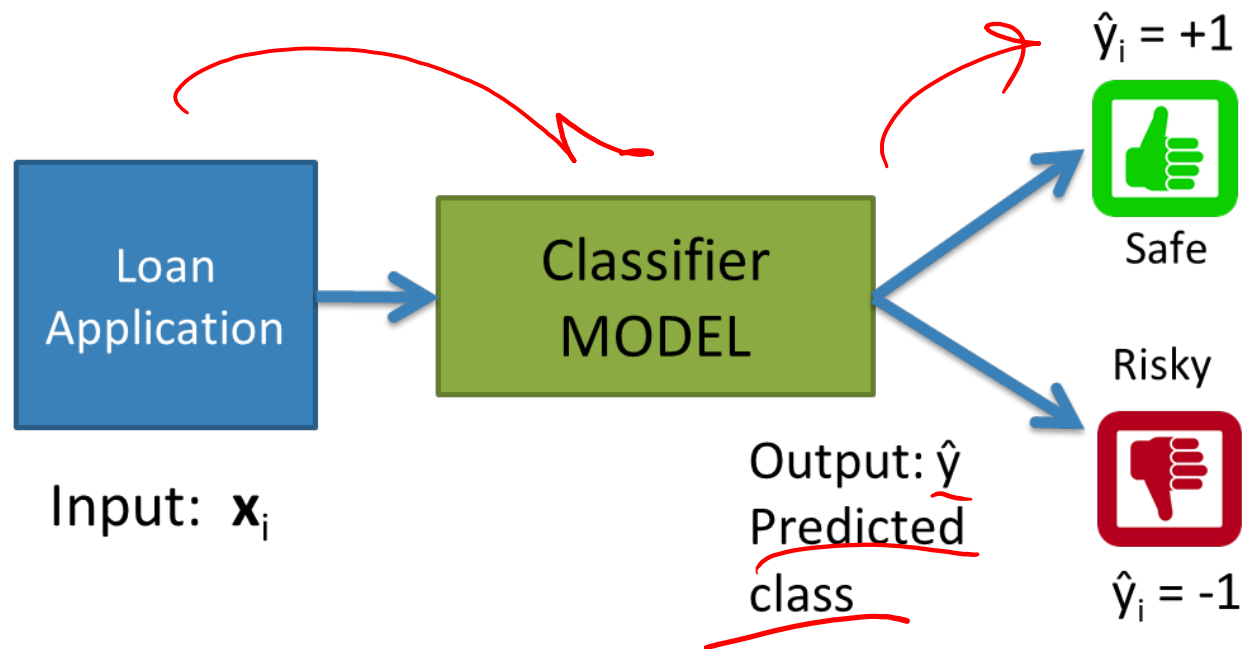 Loan
Application
Input: xᵢ
Classifier
MODEL
Output: ŷ
Predicted
class
ŷᵢ = +1
Safe
Risky
ŷᵢ = -1